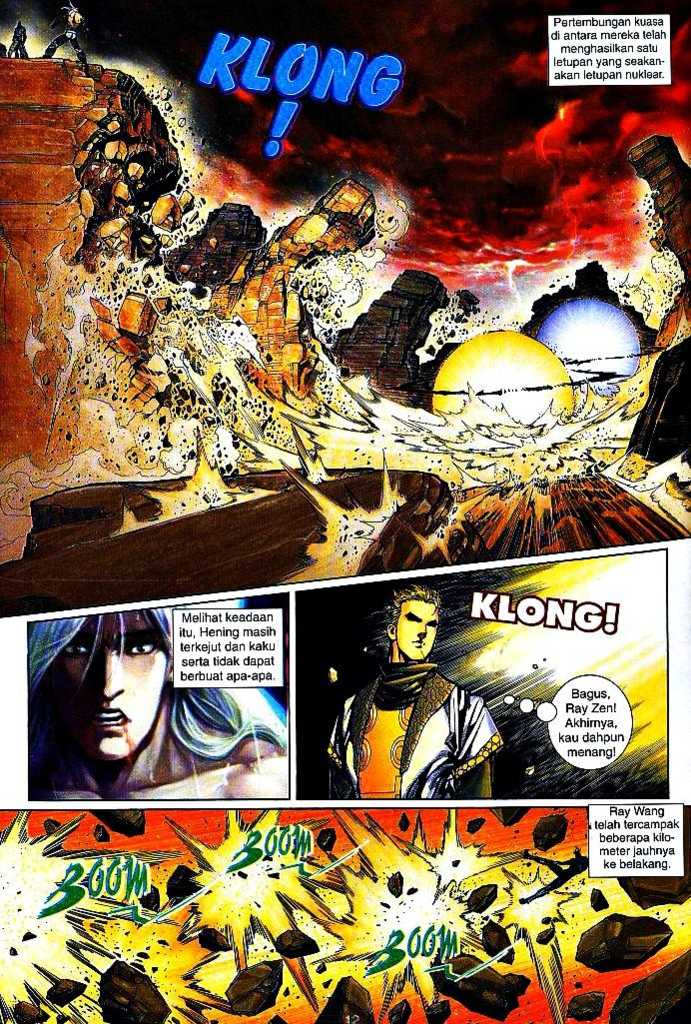 Pertembungan kuasa
di antara mereka telah
menghasilkan satu
letupan yang seakan-
akan letupan nuklear.
KLONG
!
Melihat keadaan
itu, Hening masih
terkejut dan kaku
serta tidak dapat
berbuat apa-apa.
KLONG!
Bagus,
Ray Zen!
Akhirnya,
kau dahpun
menang!
Ray Wang
telah tercampak
beberapa kilo-
meter jauhnya
ke belakang.
BOOM
BOOM
BOOM
12